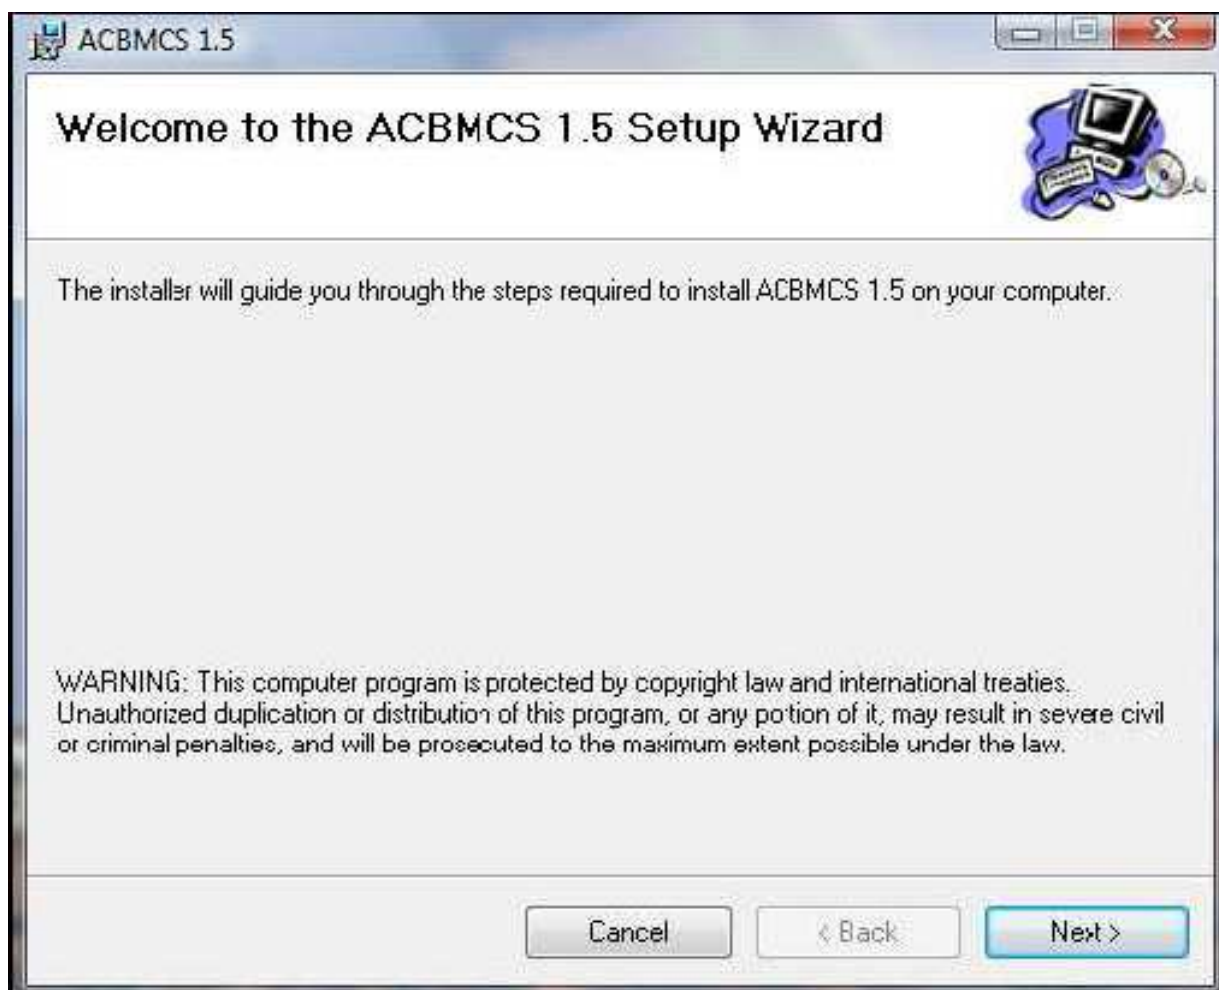 ACBMCS 1.5
Welcome to the ACBMCS 1.5 Setup Wizard
The installer will guide you through the steps required to install ACBMCS 1.5 on your computer.
WARNING: This computer program is protected by copyright law and international treaties.
Unauthorized duplication or distribution of this program, or any portion of it, may result in severe civil
or criminal penalties, and will be prosecuted to the maximum extent possible under the law.
Cancel
< Back
Next >